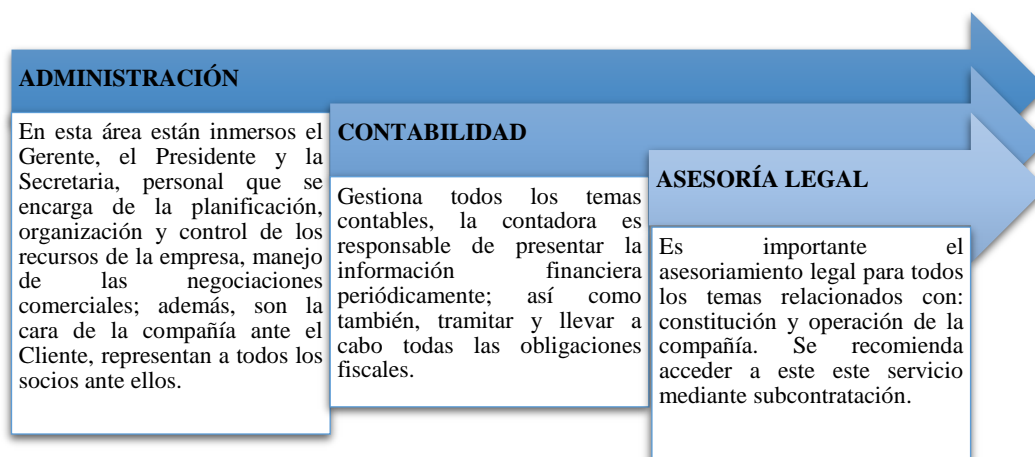 ADMINISTRACIÓN
En esta área están inmersos el
Gerente, el Presidente y la
Secretaria, personal que se
encarga de la planificación,
organización y control de los
recursos de la empresa, manejo
de las negociaciones
comerciales; además, son la
cara de la compañía ante el
Cliente, representan a todos los
socios ante ellos.
CONTABILIDAD
Gestiona todos los temas
contables, la contadora es
responsable de presentar la
información financiera
periódicamente; así como
también, tramitar y llevar a
cabo todas las obligaciones
fiscales.
ASESORÍA LEGAL
Es importante el
asesoriamiento legal para todos
los temas relacionados con:
constitución y operación de la
compañía. Se recomienda
acceder a este este servicio
mediante subcontratación.